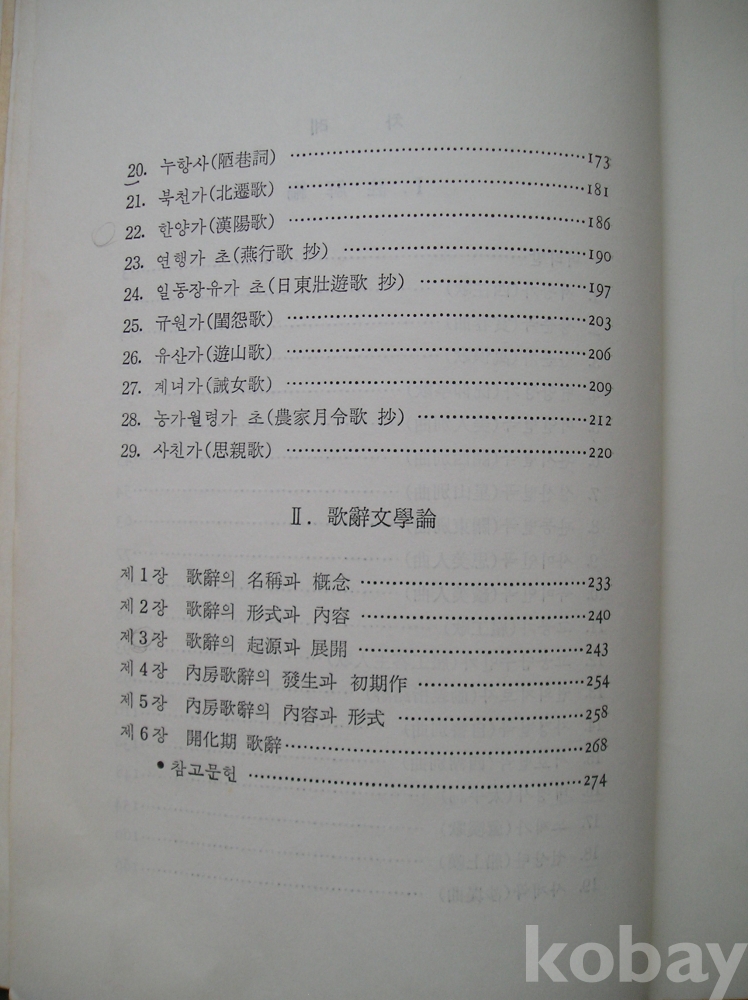 20. 누항사(陋巷詞) ⋯⋯⋯⋯⋯⋯⋯⋯⋯173
21. 북천가(北遷歌) ⋯⋯⋯⋯⋯⋯⋯⋯⋯181
22. 한양가(漢陽歌) ⋯⋯⋯⋯⋯⋯⋯⋯⋯186
23. 연행가 초(燕行歌 抄) ⋯⋯⋯⋯⋯⋯⋯190
24. 일동장유가 초(日東壯遊歌 抄) ⋯⋯⋯⋯⋯197
25. 규원가(閨怨歌) ⋯⋯⋯⋯⋯⋯⋯⋯⋯203
26. 유산가(遊山歌) ⋯⋯⋯⋯⋯⋯⋯⋯⋯206
27. 계녀가(誡女歌) ⋯⋯⋯⋯⋯⋯⋯⋯⋯209
28. 농가월령가 초(農家月令歌 抄) ⋯⋯⋯⋯⋯212
29. 사친가(思親歌) ⋯⋯⋯⋯⋯⋯⋯⋯⋯220
Ⅱ. 歌辭文學論
제1장 歌辭의 名稱과 槪念 ⋯⋯⋯⋯⋯⋯⋯233
제2장 歌辭의 形式과 內容 ⋯⋯⋯⋯⋯⋯⋯240
제3장 歌辭의 起源과 展開 ⋯⋯⋯⋯⋯⋯⋯243
제4장 內房歌辭의 發生과 初期作 ⋯⋯⋯⋯⋯254
제5장 內房歌辭의 內容과 形式 ⋯⋯⋯⋯⋯⋯258
제6장 開化期 歌辭⋯⋯⋯⋯⋯⋯⋯⋯⋯268
• 참고문헌 ⋯⋯⋯⋯⋯⋯⋯⋯⋯⋯274
kobay